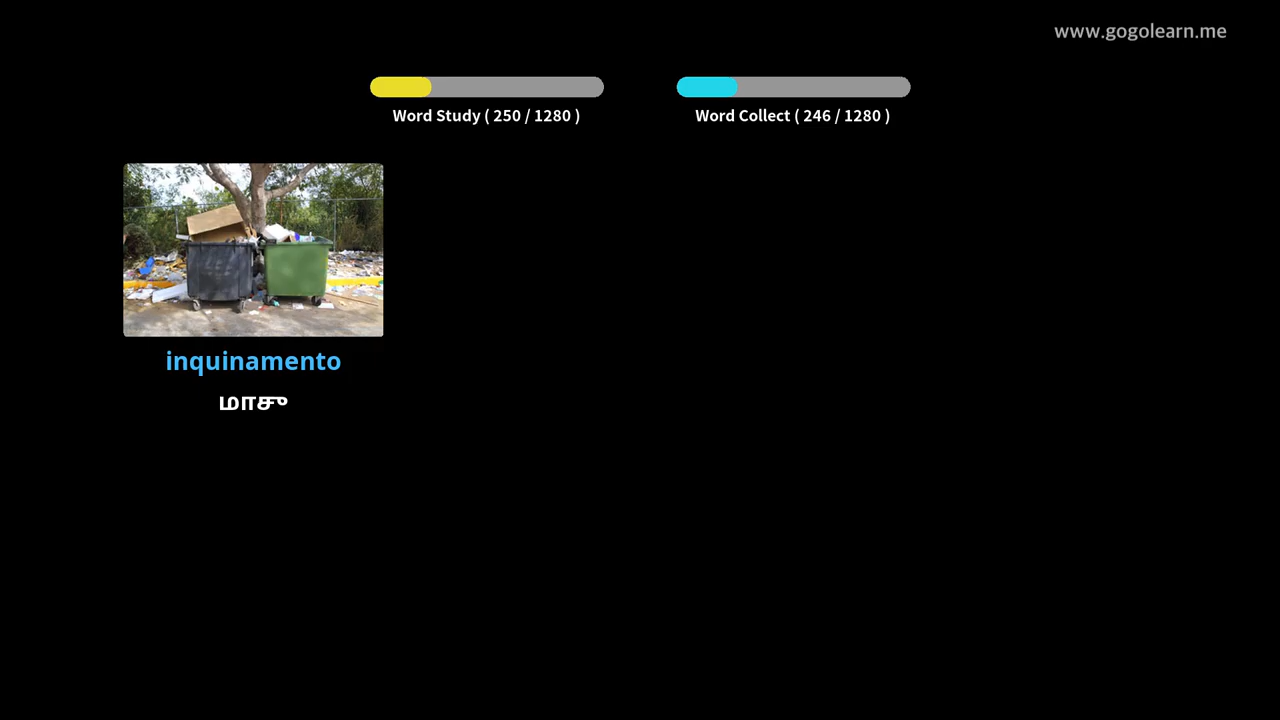 www.gogolearn.me
Word Study ( 250 / 1280 )
Word Collect ( 246 / 1280 )
inquinamento
மாசு